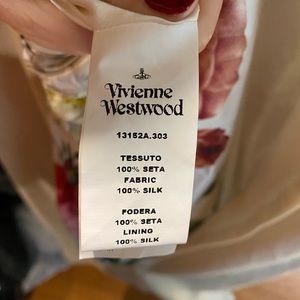 Vivienne
Westwood
13152A.303
TESSUTO
100% SETA
FABRIC
100% SILK
FODERA
100% SETA
LINING
100% SILK